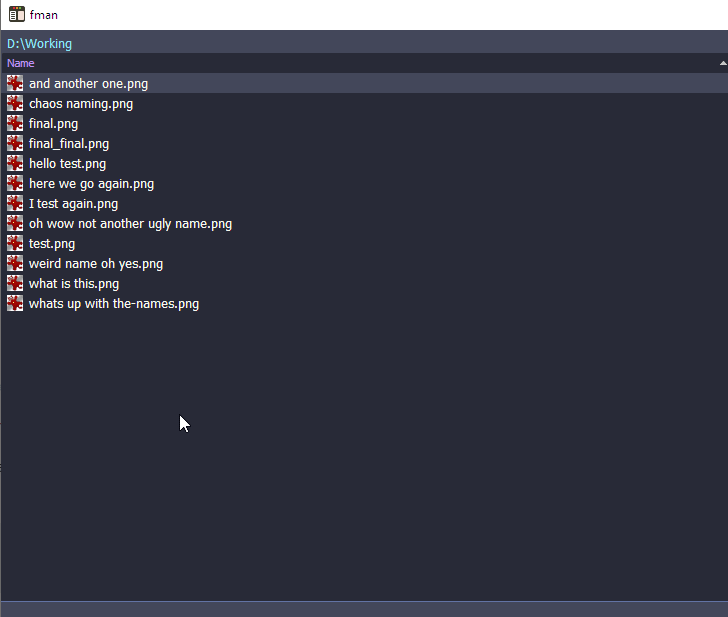 fman
D:\Working
Name
and another one.png
chaos naming.png
final.png
final_final.png
hello test.png
here we go again.png
I test again.png
oh wow not another ugly name.png
test.png
weird name oh yes.png
what is this.png
whats up with the-names.png